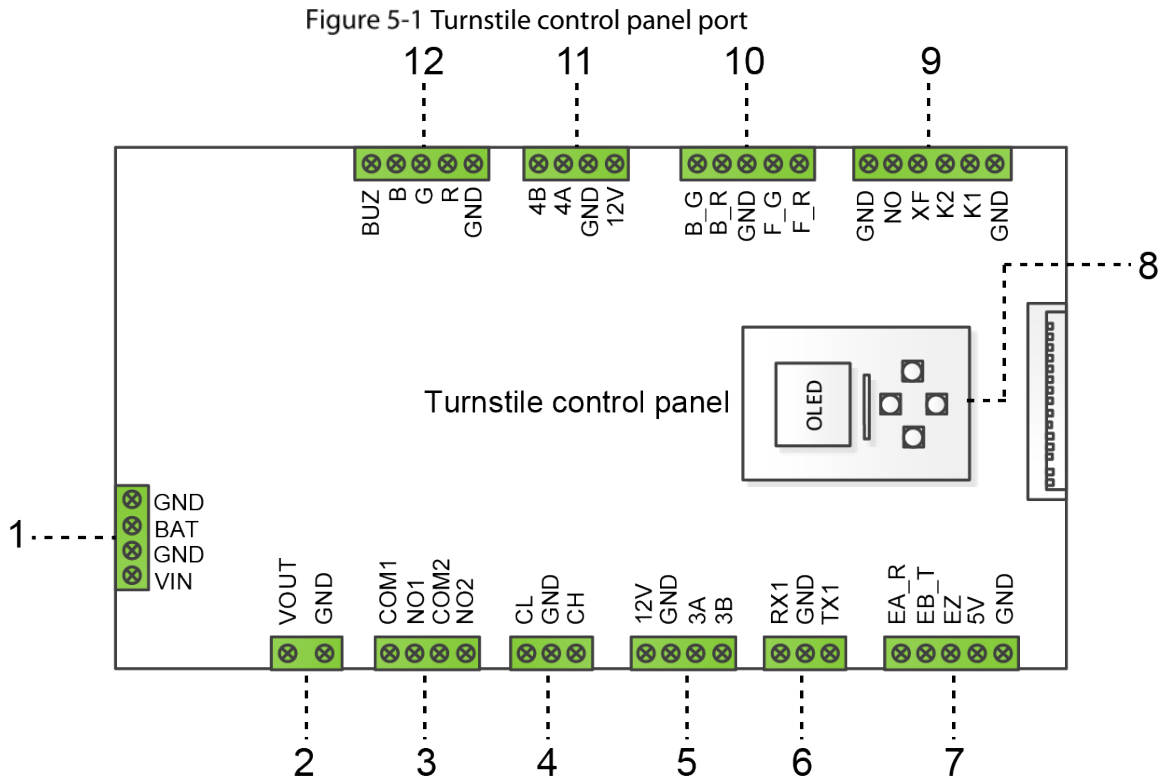 Figure 5-1 Turnstile control panel port
12 11 10 9
BUZ B G R GND
4B 4A GND 12V
B_G B_R GND F_G F_R
GND NO XF K2 K1 GND
8
Turnstile control panel
OLED
1
GND
BAT
GND
VIN
VOUT GND
COM1 NO1 COM2 NO2
CL GND CH
12V GND 3A 3B
RX1 GND TX1
EA_R EB_T EZ 5V GND
2 3 4 5 6 7